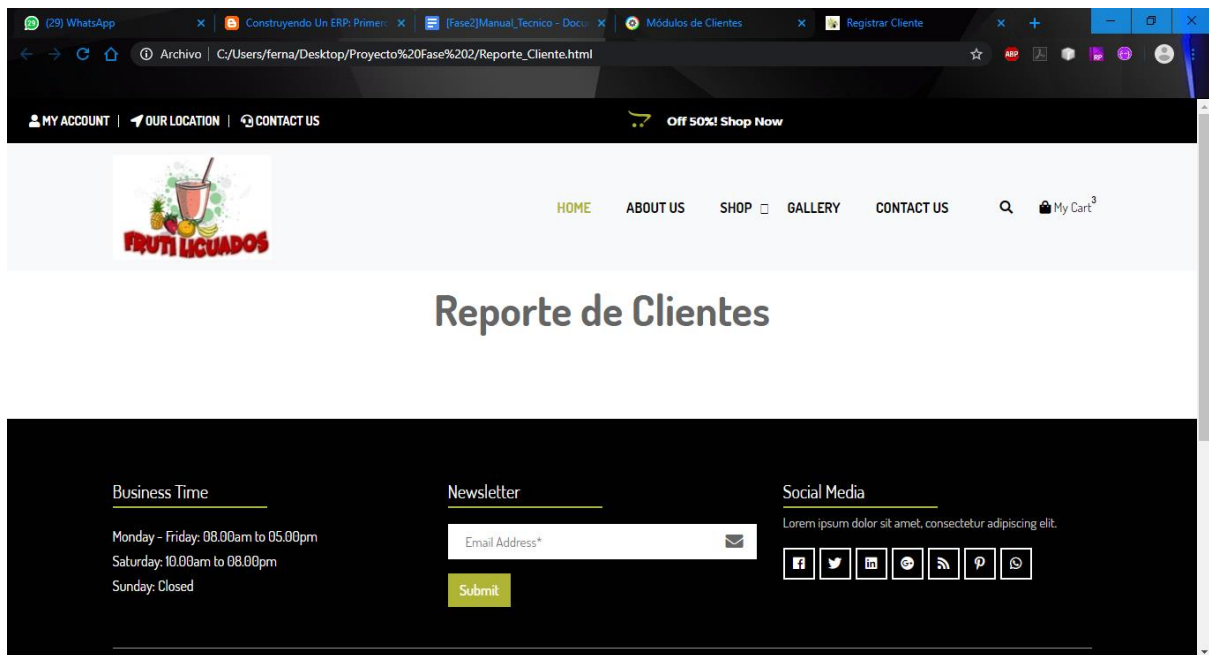 (29) WhatsApp
Construyendo Un ERP: Primero
[Fase2]Manual_Tecnico - Docu
Módulos de Clientes
Registrar Cliente
Archivo | C:/Users/ferna/Desktop/Proyecto%20Fase%202/Reporte_Cliente.html
ABP
RP
MY ACCOUNT | OUR LOCATION | CONTACT US
Off 50%! Shop Now
FRUTI LICUADOS
HOME ABOUT US SHOP GALLERY CONTACT US My Cart 3
Reporte de Clientes
Business Time
Monday - Friday: 08.00am to 05.00pm
Saturday: 10.00am to 08.00pm
Sunday: Closed
Newsletter
Email Address*
Submit
Social Media
Lorem ipsum dolor sit amet, consectetur adipiscing elit.